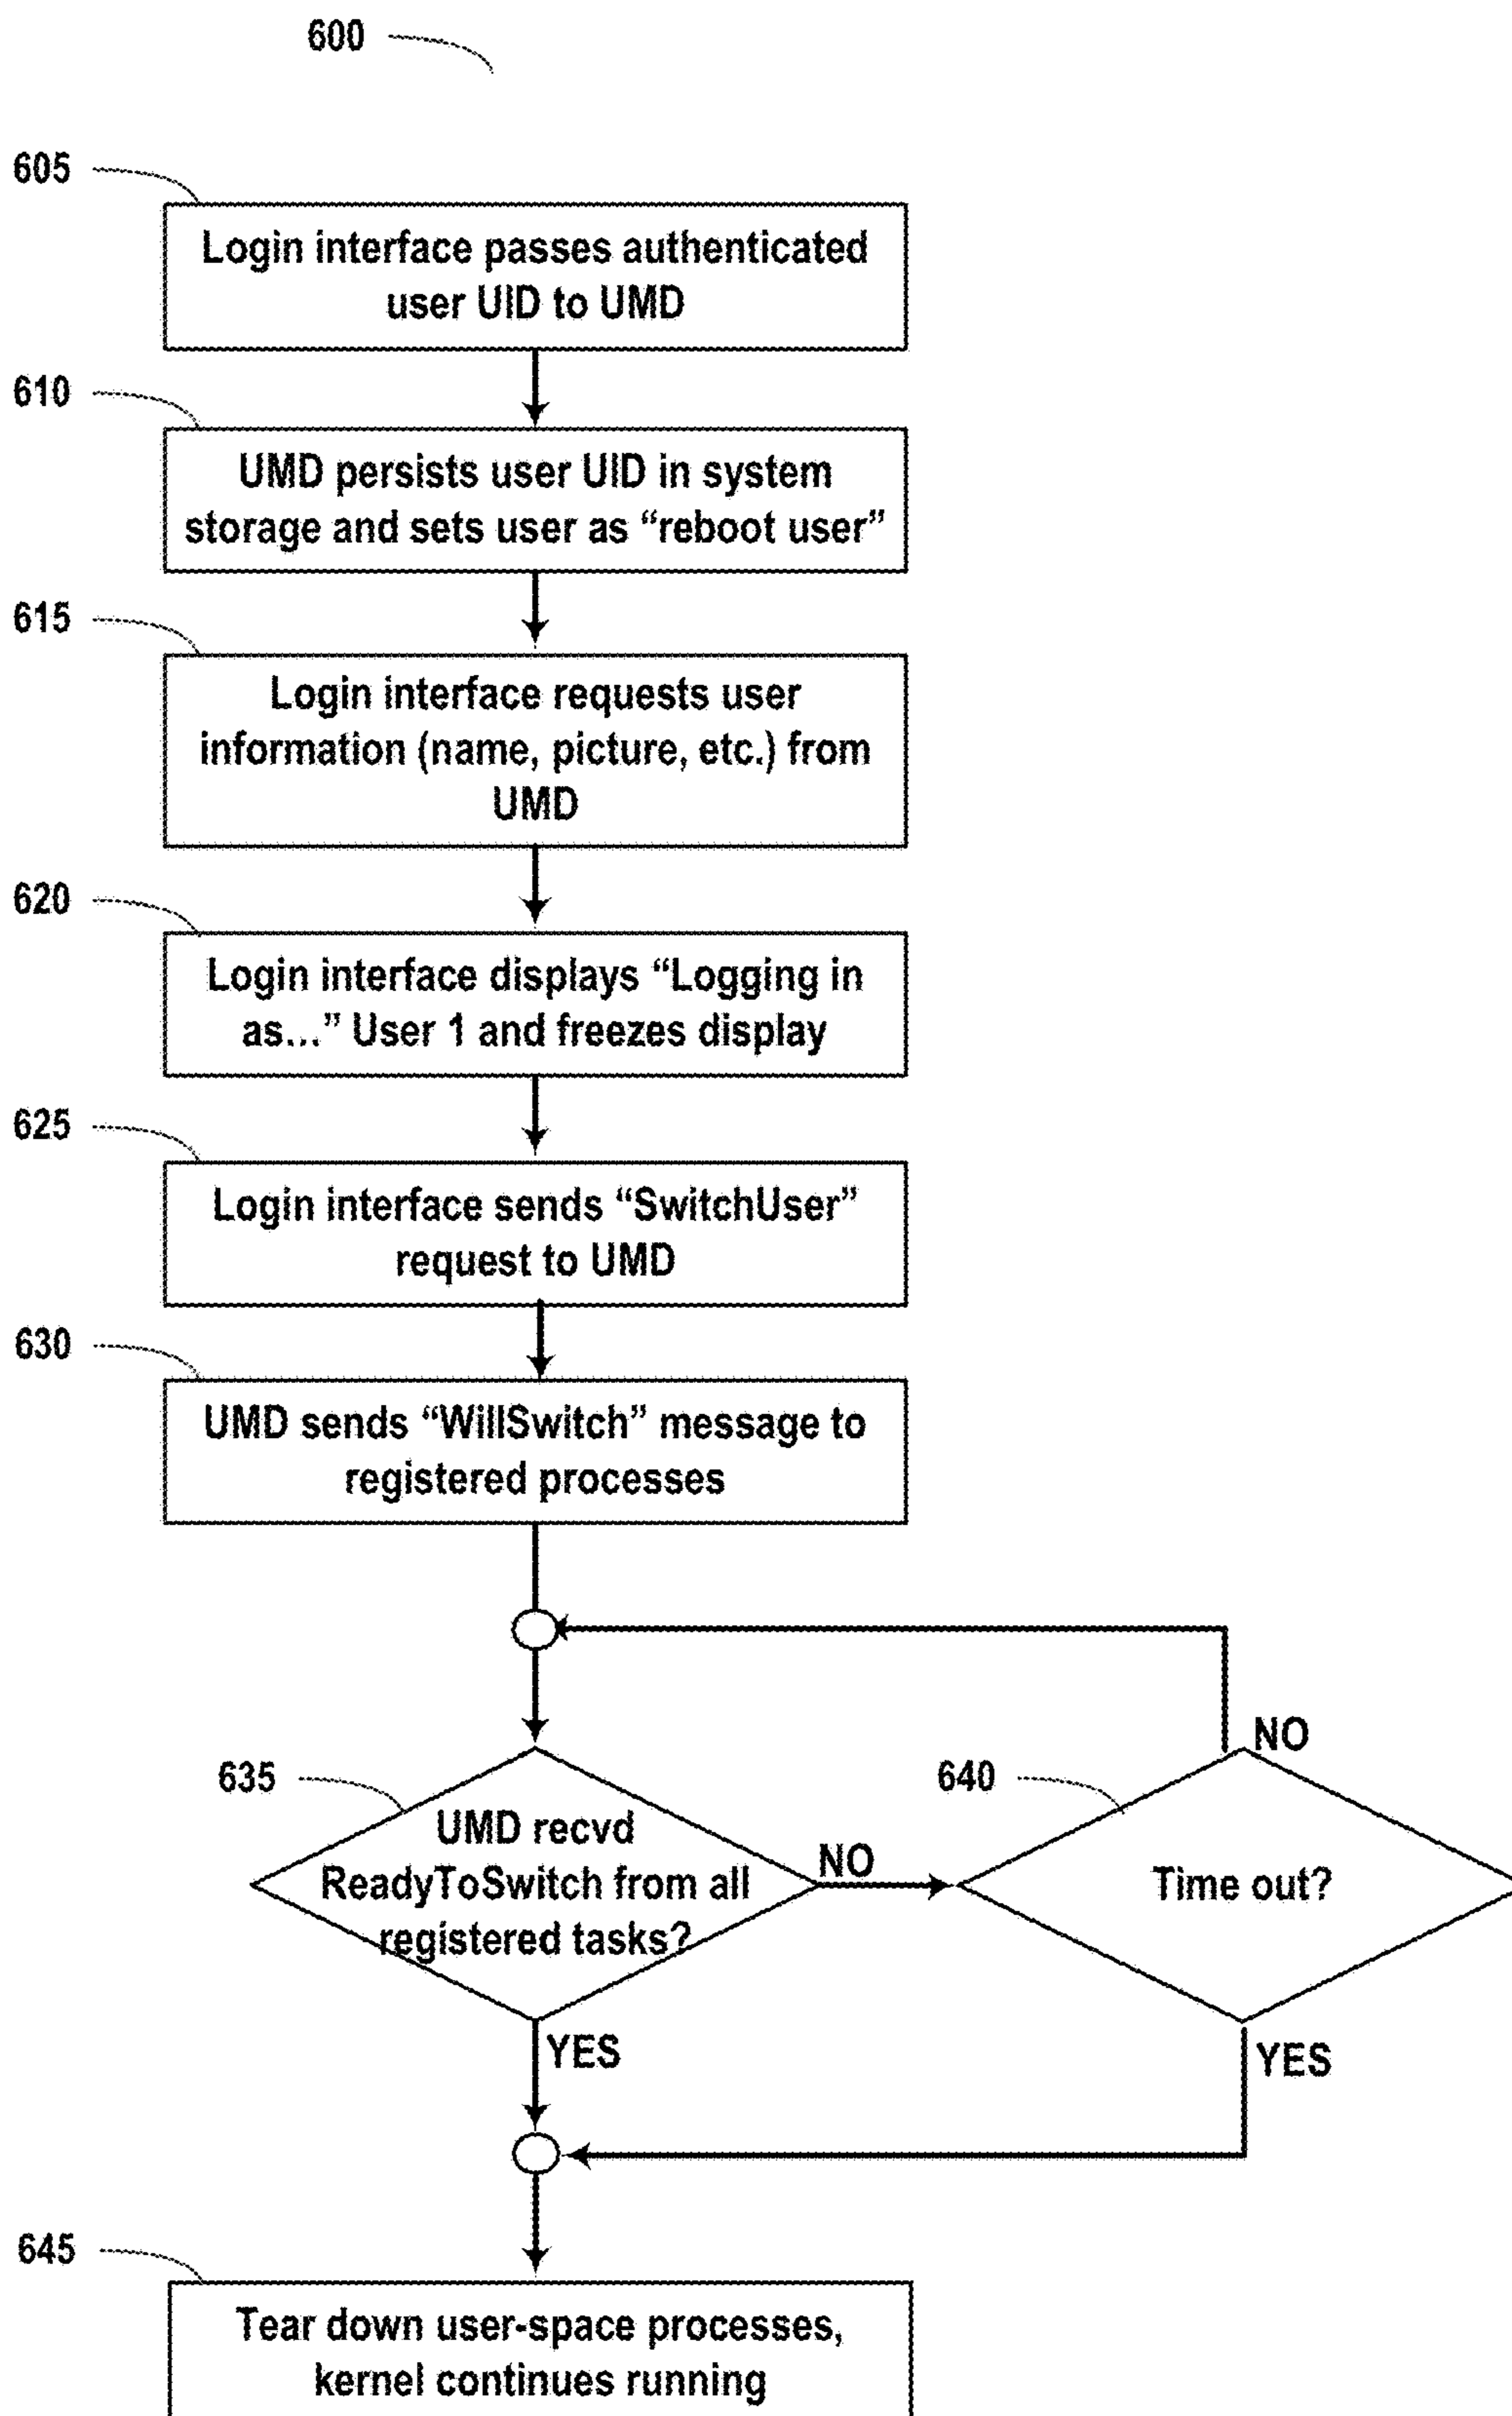 600
605
Login interface passes authenticated
user UID to UMD
610
UMD persists user UID in system
storage and sets user as “reboot user”
615
Login interface requests user
information (name, picture, etc.) from
UMD
620
Login interface displays “Logging in
as...” User 1 and freezes display
625
Login interface sends “SwitchUser”
request to UMD
630
UMD sends “WillSwitch” message to
registered processes
635
UMD recvd
ReadyToSwitch from all
registered tasks?
NO
640
Time out?
NO
YES
YES
645
Tear down user-space processes,
kernel continues running